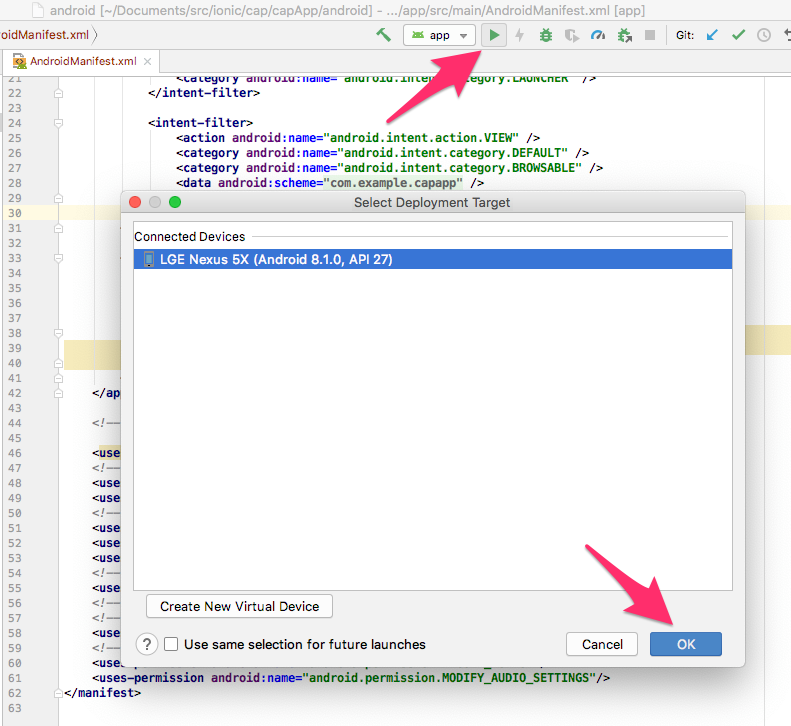 android [~/Documents/src/ionic/cap/capApp/android] - .../app/src/main/AndroidManifest.xml [app]
oidManifest.xml
app
Git:
AndroidManifest.xml
21 <category android:name="android.intent.category.LAUNCHER" />
22 </intent-filter>
23
24 <intent-filter>
25 <action android:name="android.intent.action.VIEW" />
26 <category android:name="android.intent.category.DEFAULT" />
27 <category android:name="android.intent.category.BROWSABLE" />
28 <data android:scheme="com.example.capapp" />
29
30
31
32
33
34
35
36
37
38
39
40
41
42 </ap
43
44 <!--
45
46 <use
47 <!--
48 <use
49 <use
50 <!--
51 <use
52 <use
53 <use
54 <!--
55 <use
56 <!--
57 <!--
58 <use
59 <!--
60 <uses
61 <uses-permission android:name="android.permission.MODIFY_AUDIO_SETTINGS"/>
62 </manifest>
63
Select Deployment Target
Connected Devices
LGE Nexus 5X (Android 8.1.0, API 27)
Create New Virtual Device
? Use same selection for future launches
Cancel
OK